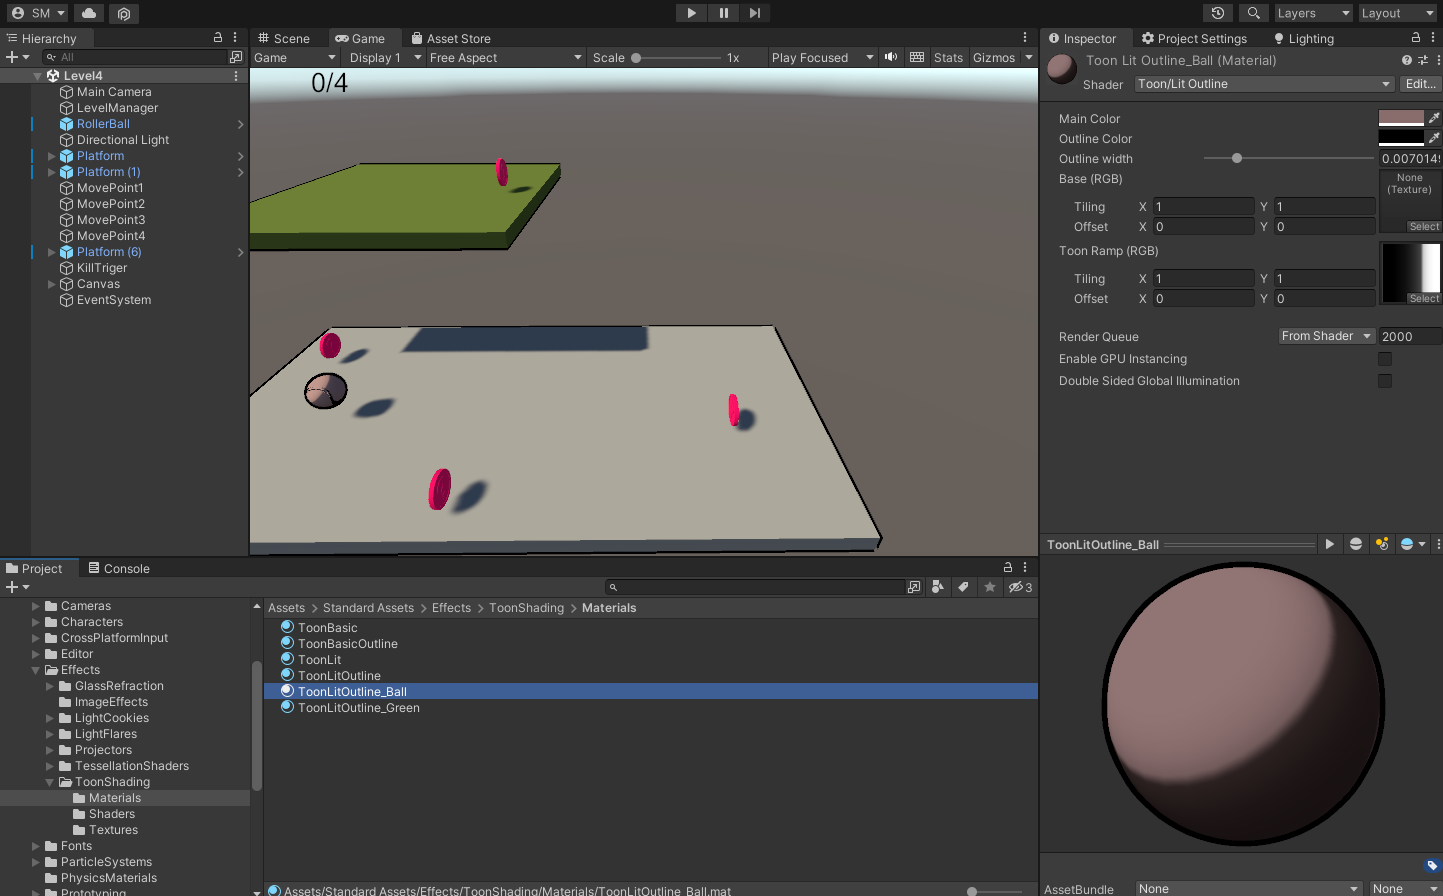 SM
Layers
Layout
Hierarchy
All
Level4
Main Camera
LevelManager
RollerBall
Directional Light
Platform
Platform (1)
MovePoint1
MovePoint2
MovePoint3
MovePoint4
Platform (6)
KillTriger
Canvas
EventSystem
Scene
Game
Asset Store
Game
Display 1
Free Aspect
Scale
1x
Play Focused
Stats
Gizmos
0/4
Inspector
Project Settings
Lighting
Toon Lit Outline_Ball (Material)
Shader
Toon/Lit Outline
Edit...
Main Color
Outline Color
Outline width
0.0070149
Base (RGB)
None
(Texture)
Tiling X 1 Y 1
Offset X 0 Y 0
Select
Toon Ramp (RGB)
Tiling X 1 Y 1
Offset X 0 Y 0
Select
Render Queue From Shader 2000
Enable GPU Instancing
Double Sided Global Illumination
ToonLitOutline_Ball
AssetBundle None None
Project
Console
3
Cameras
Characters
CrossPlatformInput
Editor
Effects
GlassRefraction
ImageEffects
LightCookies
LightFlares
Projectors
TessellationShaders
ToonShading
Materials
Shaders
Textures
Fonts
ParticleSystems
PhysicsMaterials
Prototyping
Assets > Standard Assets > Effects > ToonShading > Materials
ToonBasic
ToonBasicOutline
ToonLit
ToonLitOutline
ToonLitOutline_Ball
ToonLitOutline_Green
Assets/Standard Assets/Effects/ToonShading/Materials/ToonLitOutline_Ball.mat